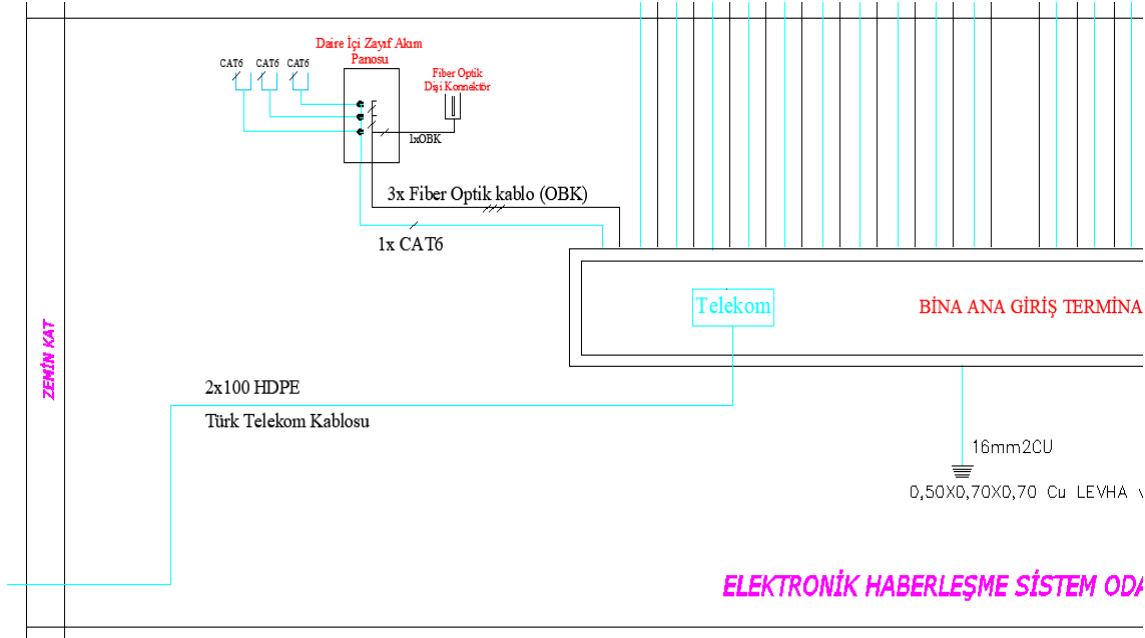 Daire İçi Zayıf Akım
Panosu
CAT6 CAT6 CAT6
Fiber Optik
Dişi Konnektör
1xOBK
3x Fiber Optik kablo (OBK)
1x CAT6
Telekom
BİNA ANA GİRİŞ TERMİNA
ZEMİN KAT
2x100 HDPE
Türk Telekom Kablosu
16mm2CU
0,50X0,70X0,70 Cu LEVHA v
ELEKTRONİK HABERLEŞME SİSTEM ODA